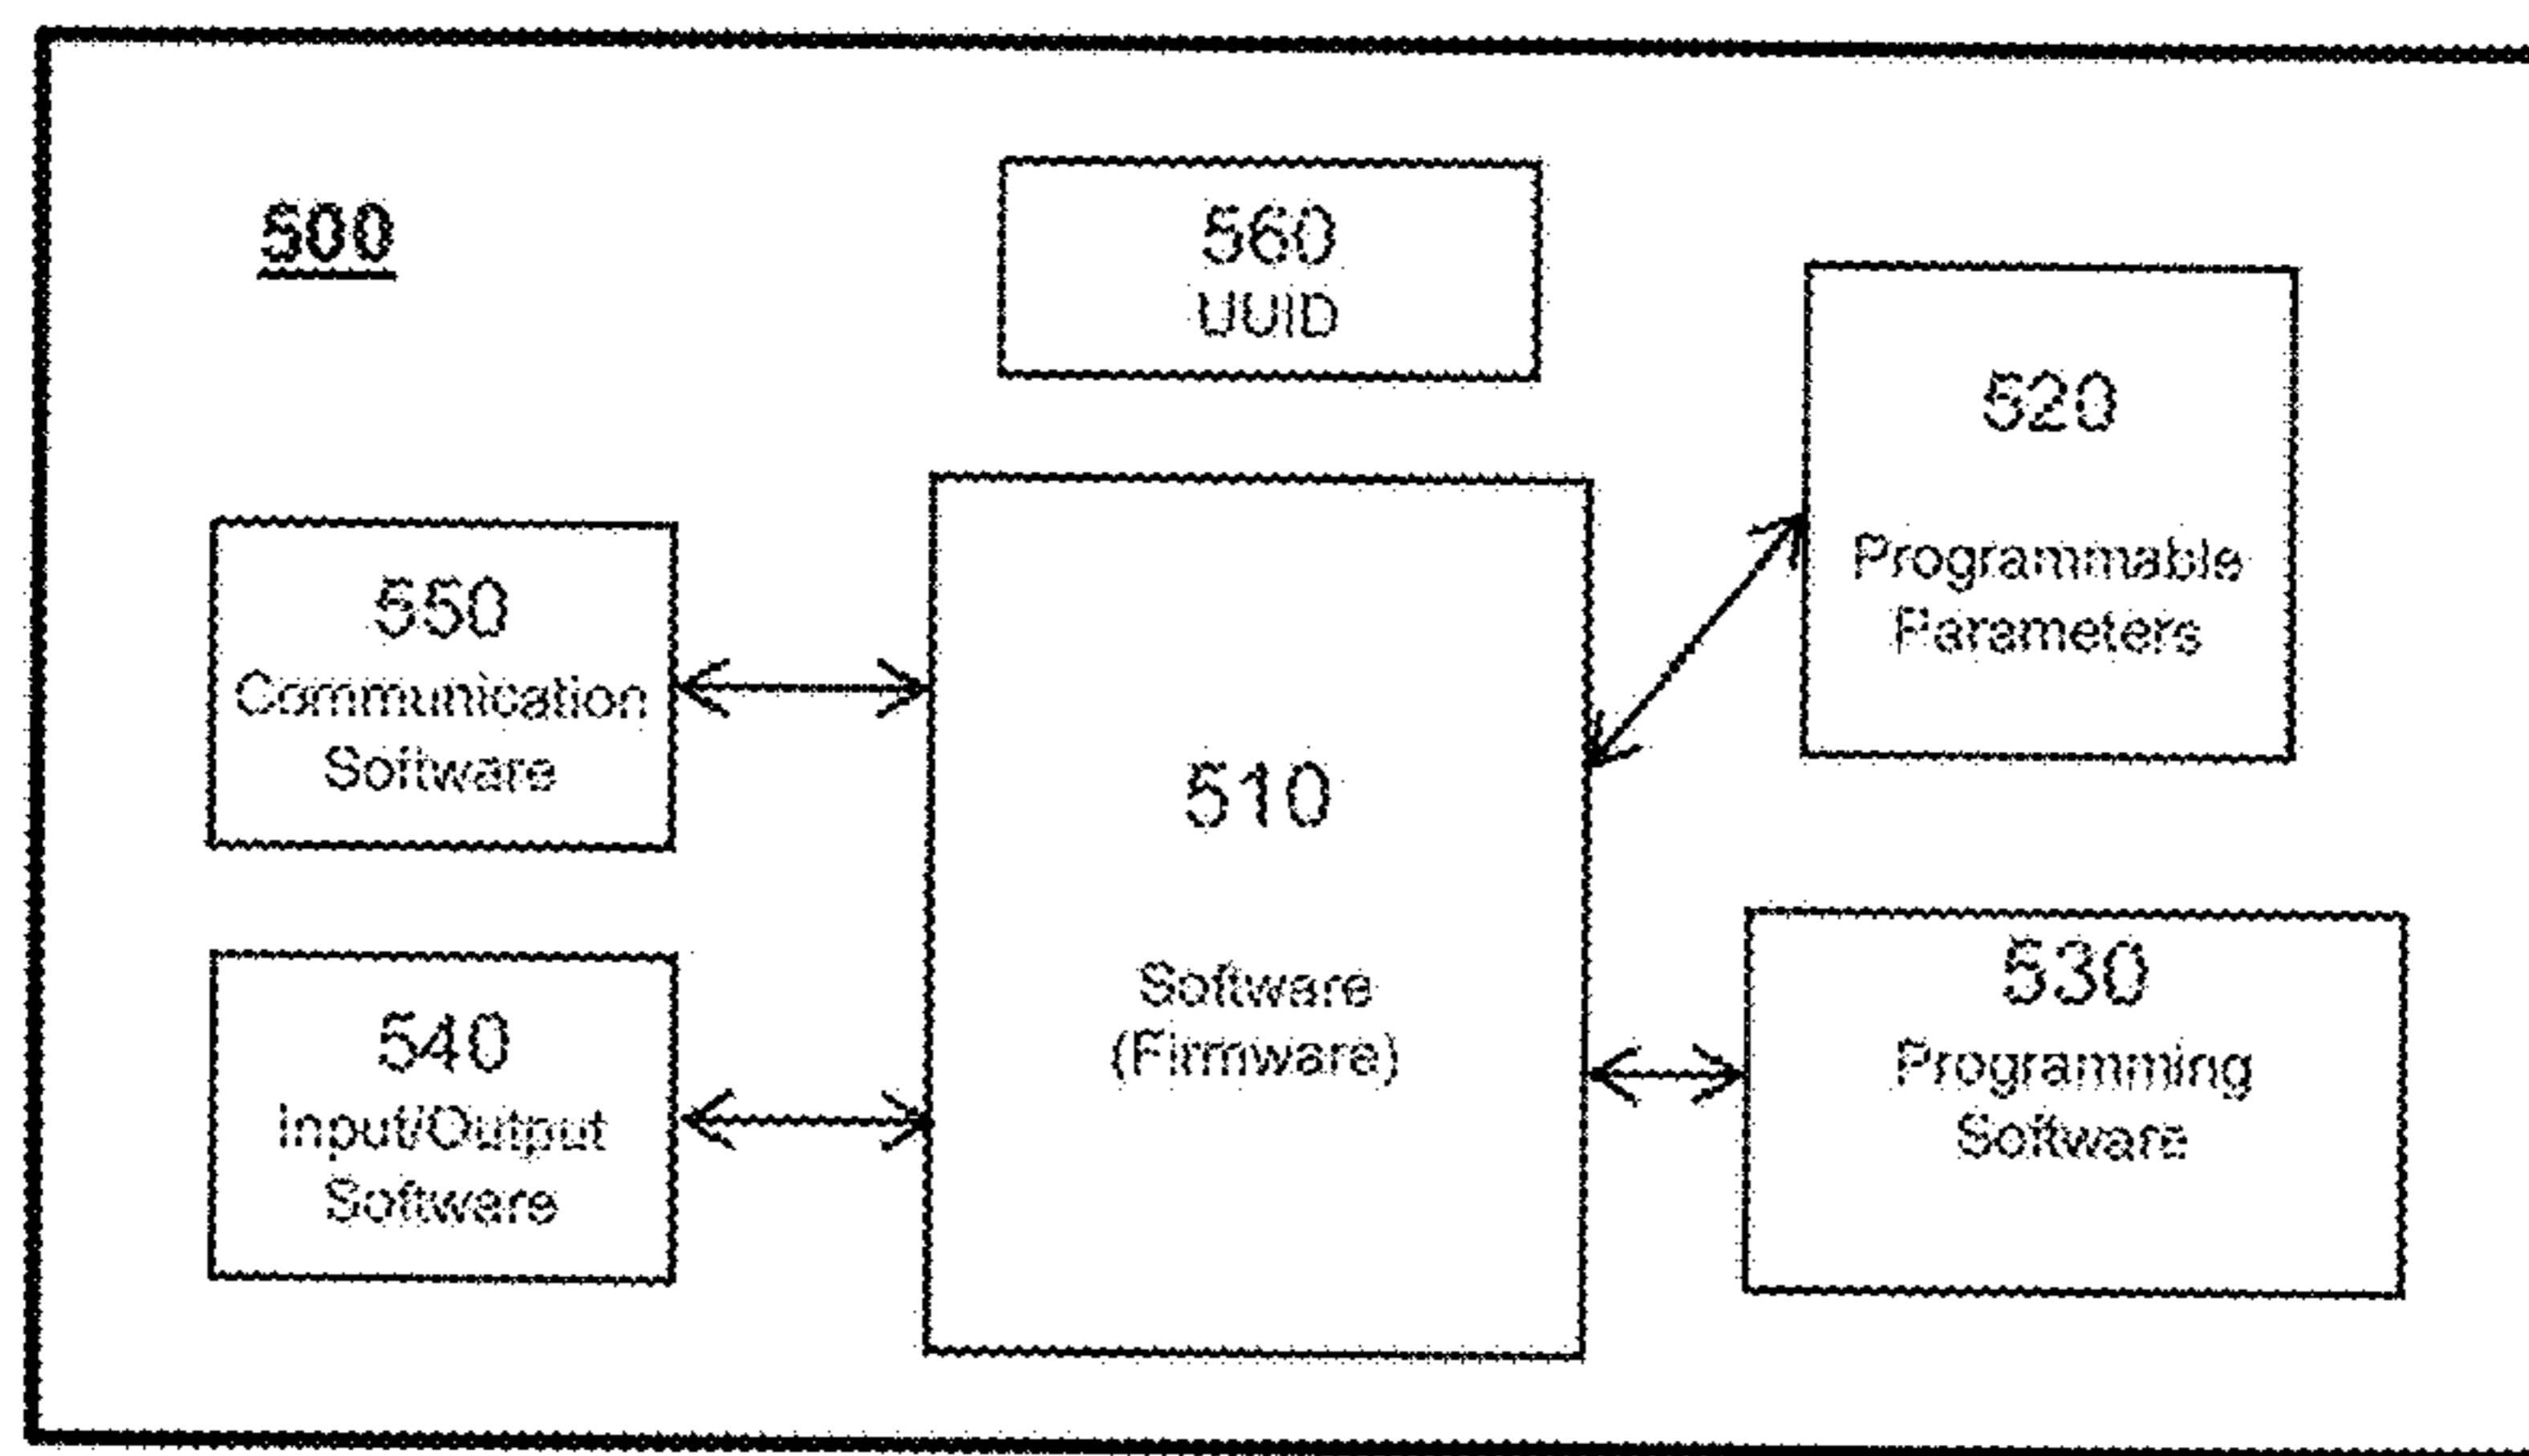 500
560
UUID
520
Programmable
Parameters
550
Communication
Software
510
Software
(Firmware)
530
Programming
Software
540
Input/Output
Software